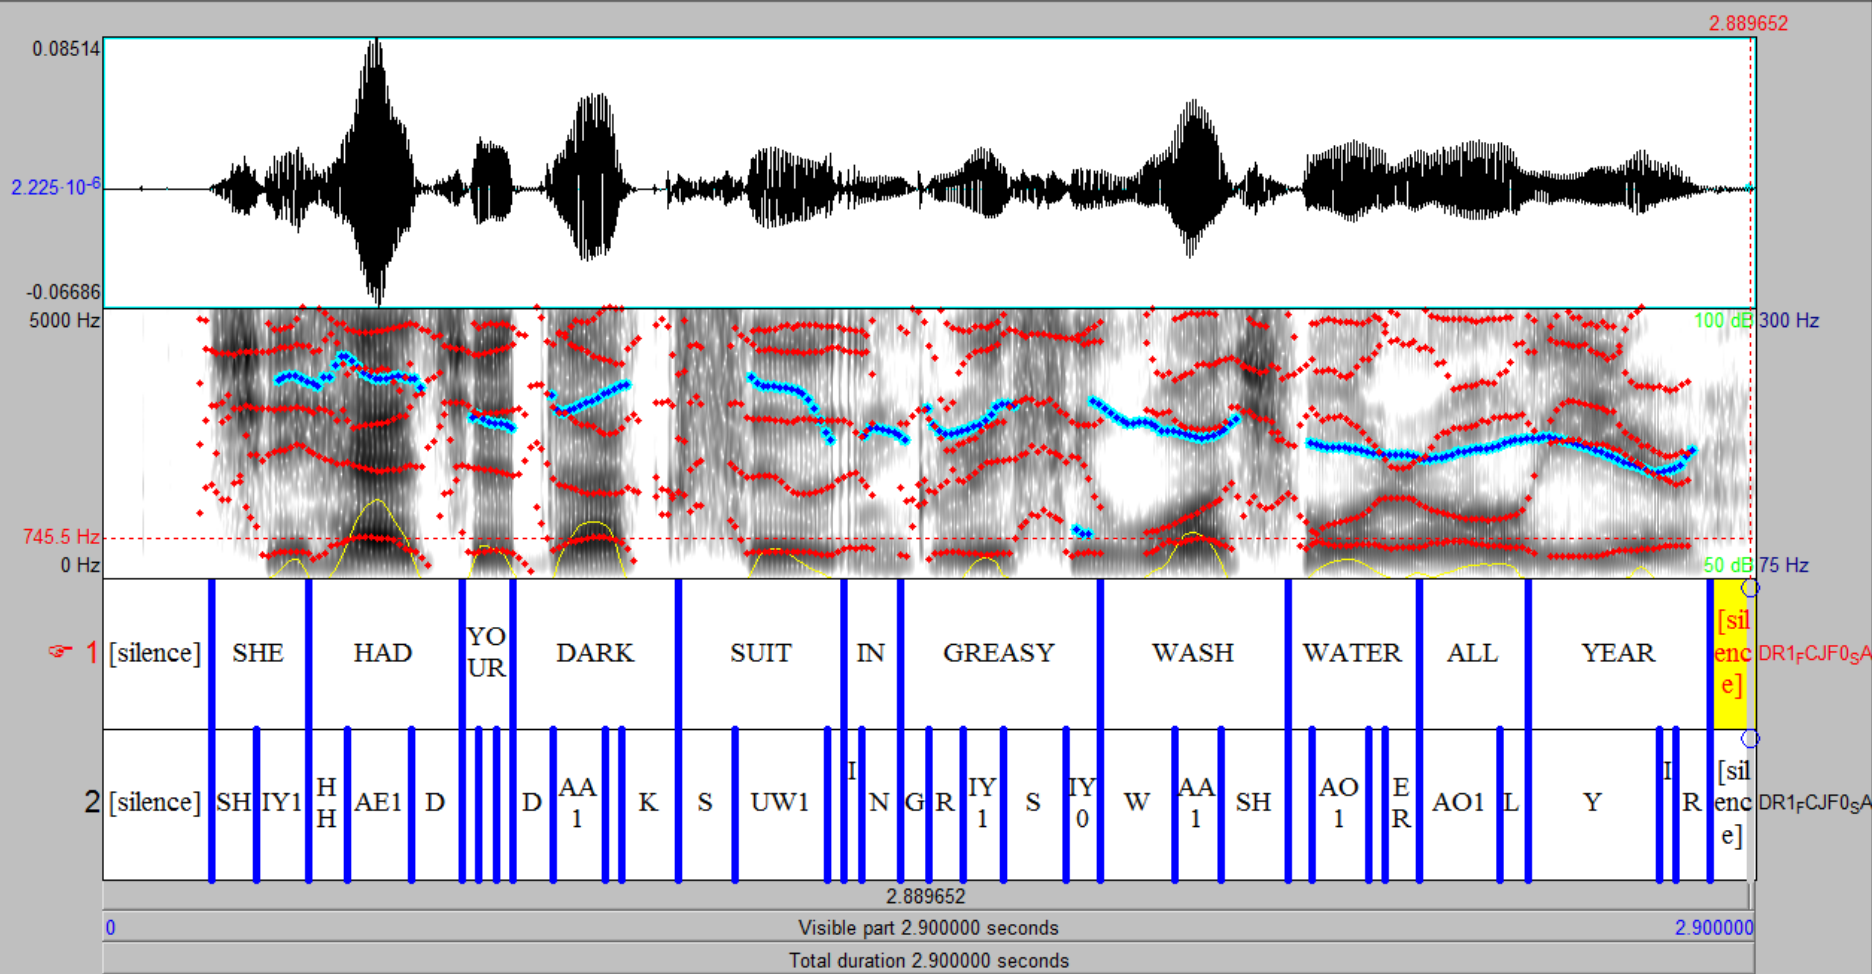 2.889652
0.08514
2.225·10-6
-0.06686
5000 Hz
100 dB
300 Hz
745.5 Hz
0 Hz
50 dB
75 Hz
☞ 1
[silence] SHE HAD YO
UR DARK SUIT IN GREASY WASH WATER ALL YEAR [sil
enc
e]
DR1FCJF0SA
2
[silence] SH IY1 H
H AE1 D D AA
1 K S UW1 I N G R IY
1 S IY
0 W AA
1 SH AO
1 E
R AO1 L Y I R [sil
enc
e]
DR1FCJF0SA
2.889652
0 Visible part 2.900000 seconds 2.900000
Total duration 2.900000 seconds